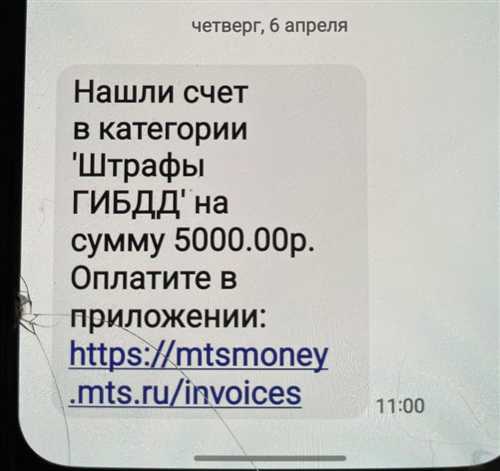 четверг, 6 апреля
Нашли счет
в категории
'Штрафы
ГИБДД' на
сумму 5000.00р.
Оплатите в
приложении:
https://mtsmoney
.mts.ru/invoices
11:00